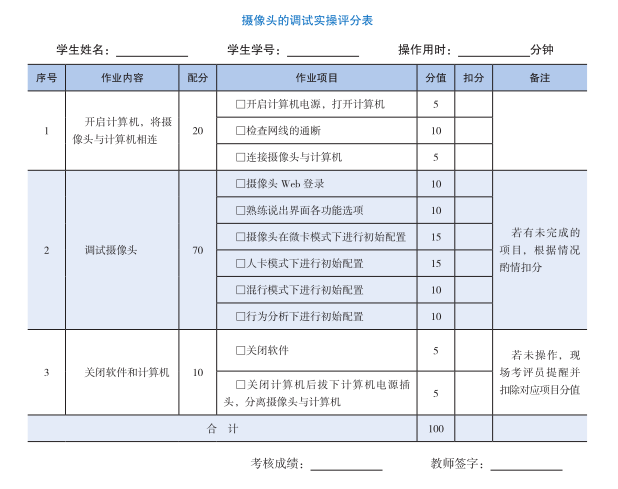 摄像头的调试实操评分表
学生姓名： 学生学号： 操作用时： 分钟
序号 作业内容 配分 作业项目 分值 扣分 备注
1 开启计算机，将摄像头与计算机相连 20
□开启计算机电源，打开计算机 5
□检查网线的通断 10
□连接摄像头与计算机 5
2 调试摄像头 70
□摄像头 Web 登录 10
□熟练说出界面各功能选项 10
□摄像头在微卡模式下进行初始配置 15
□人卡模式下进行初始配置 15
□混行模式下进行初始配置 10
□行为分析下进行初始配置 10
若有未完成的
项目，根据情况
酌情扣分
3 关闭软件和计算机 10
□关闭软件 5
□关闭计算机后拔下计算机电源插
头，分离摄像头与计算机 5
若未操作，现
场考评员提醒并
扣除对应项目分值
合 计 100
考核成绩： 教师签字：